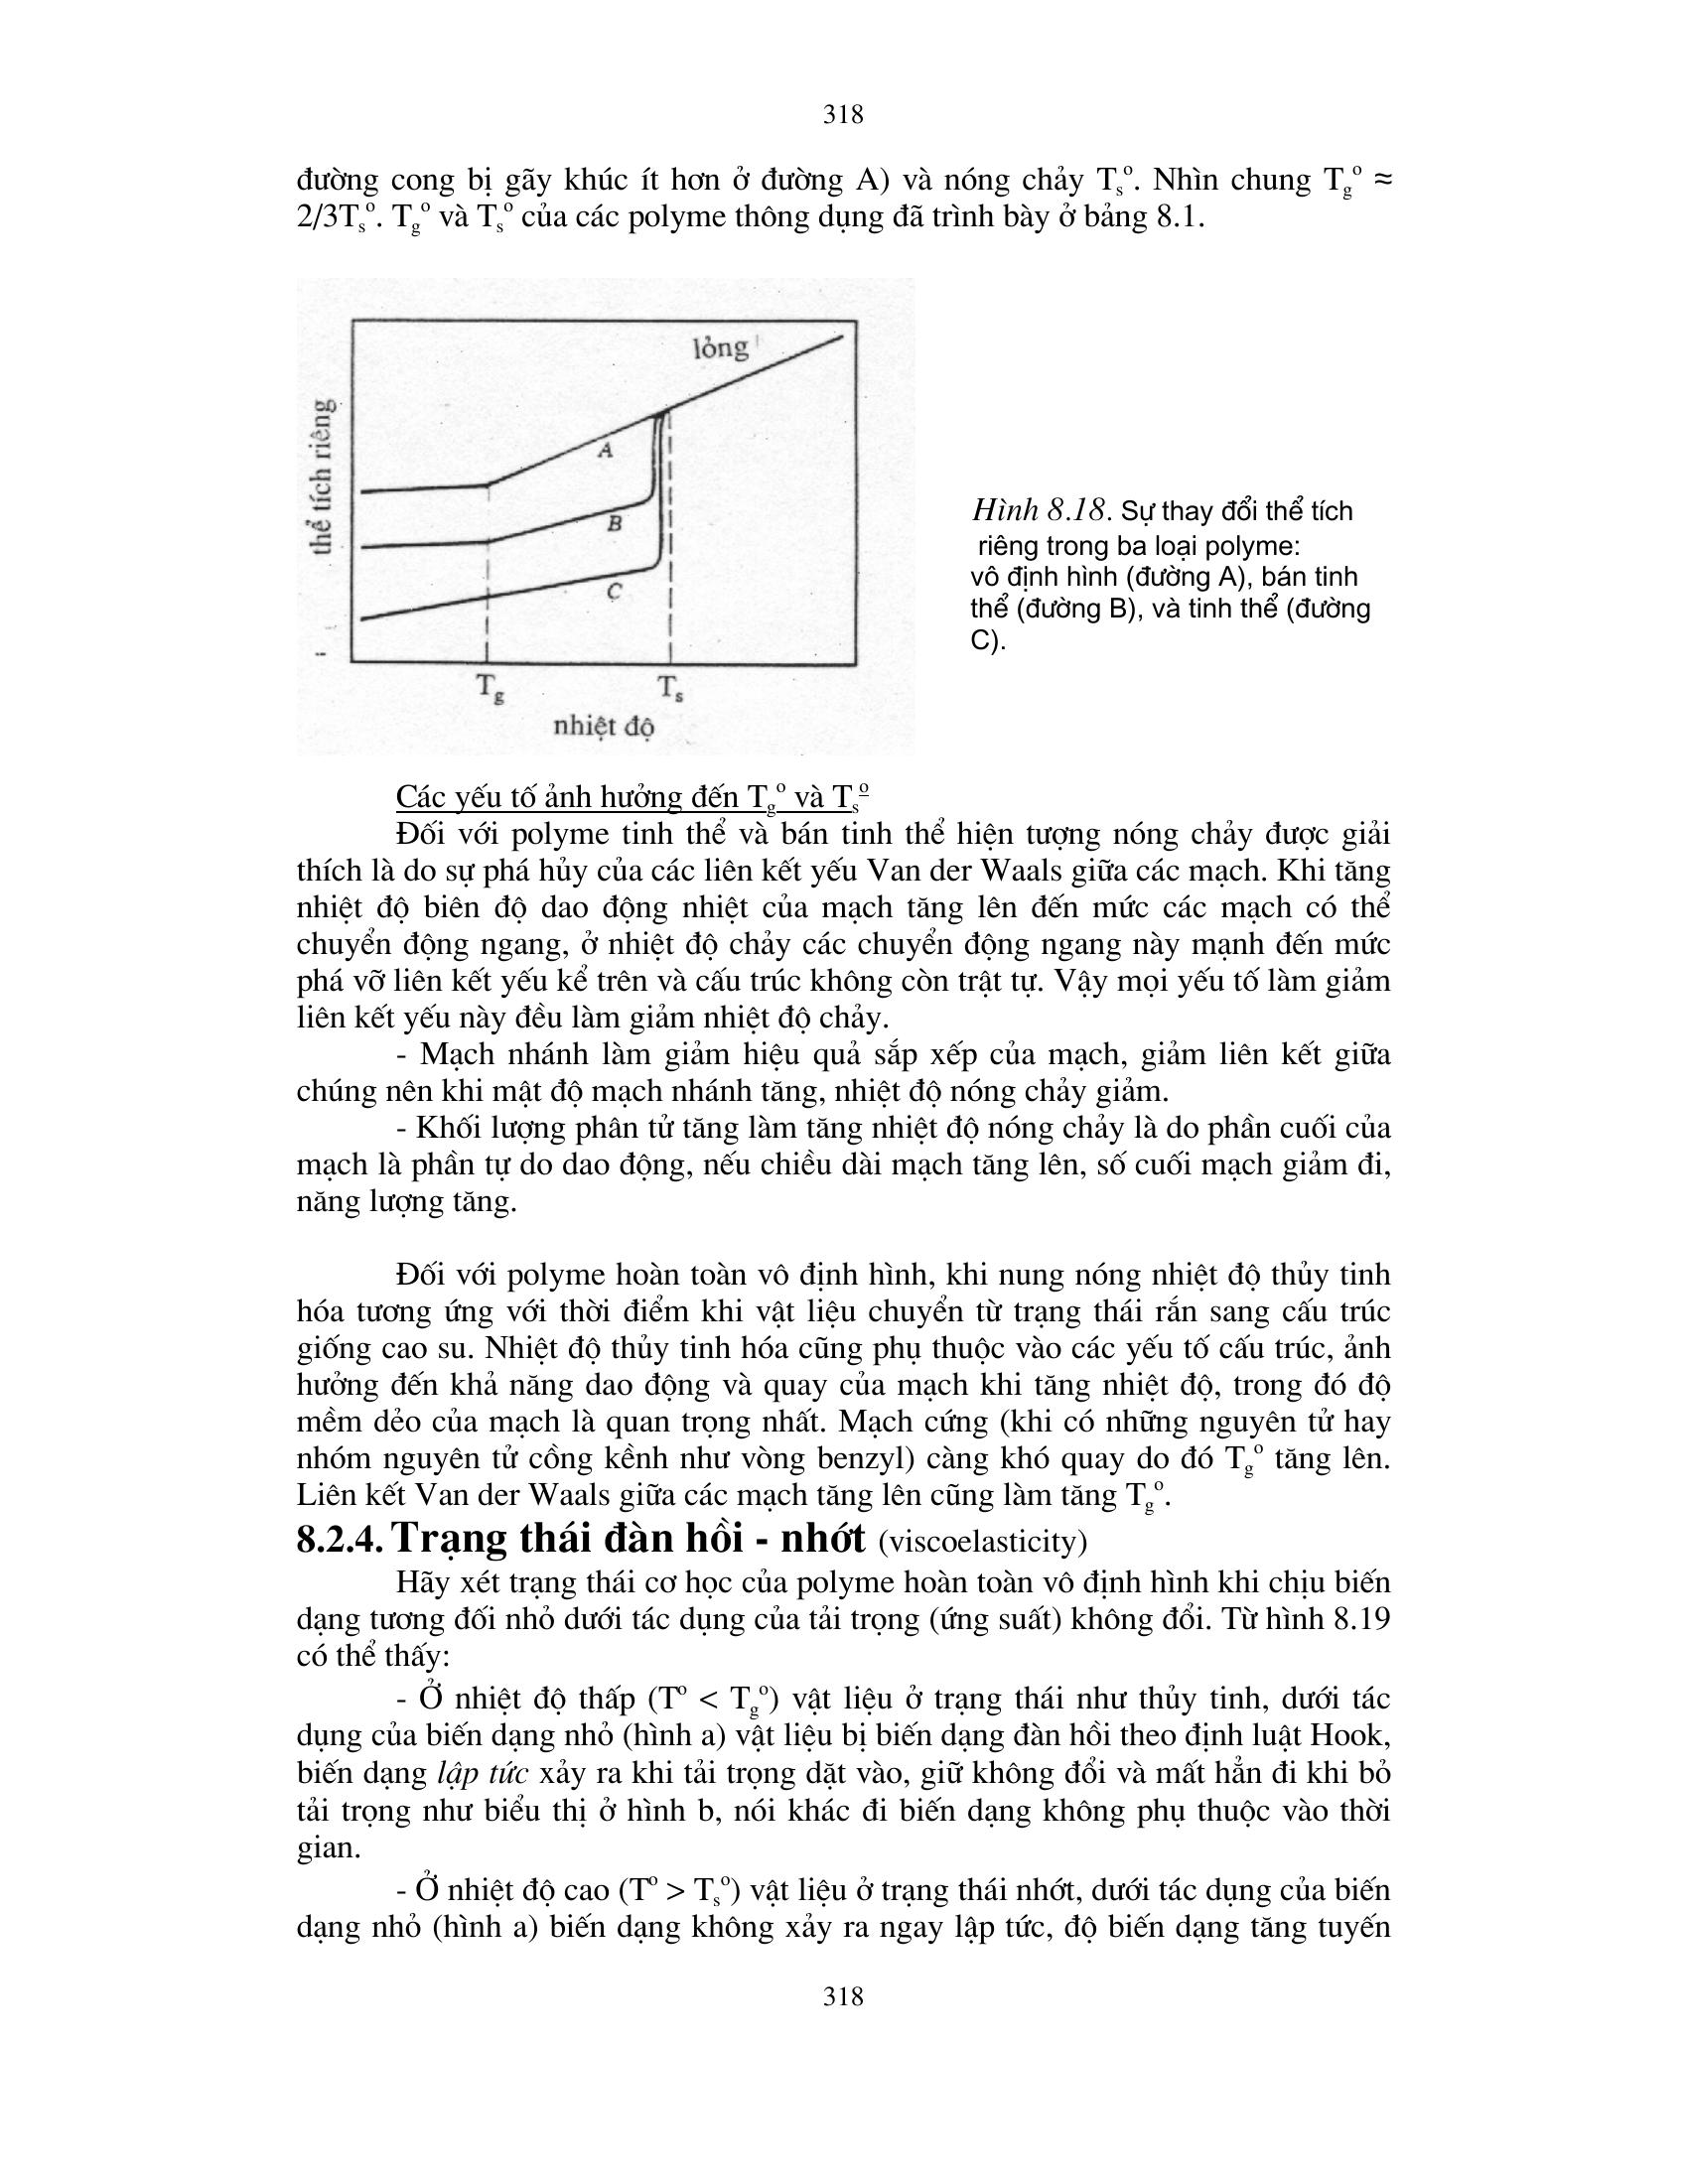 318
đường cong bị gãy khúc ít hơn ở đường A) và nóng chảy Tsº. Nhìn chung Tgº ≈
2/3Tsº. Tgº và Tsº của các polyme thông dụng đã trình bày ở bảng 8.1.
lỏng
A
B
C
thể tích riêng
Tg
Ts
nhiệt độ
Hình 8.18. Sự thay đổi thể tích
riêng trong ba loại polyme:
vô định hình (đường A), bán tinh
thể (đường B), và tinh thể (đường
C).
Các yếu tố ảnh hưởng đến Tgº và Tsº
Đối với polyme tinh thể và bán tinh thể hiện tượng nóng chảy được giải
thích là do sự phá hủy của các liên kết yếu Van der Waals giữa các mạch. Khi tăng
nhiệt độ biên độ dao động nhiệt của mạch tăng lên đến mức các mạch có thể
chuyển động ngang, ở nhiệt độ chảy các chuyển động ngang này mạnh đến mức
phá vỡ liên kết yếu kể trên và cấu trúc không còn trật tự. Vậy mọi yếu tố làm giảm
liên kết yếu này đều làm giảm nhiệt độ chảy.
- Mạch nhánh làm giảm hiệu quả sắp xếp của mạch, giảm liên kết giữa
chúng nên khi mật độ mạch nhánh tăng, nhiệt độ nóng chảy giảm.
- Khối lượng phân tử tăng làm tăng nhiệt độ nóng chảy là do phần cuối của
mạch là phần tự do dao động, nếu chiều dài mạch tăng lên, số cuối mạch giảm đi,
năng lượng tăng.
Đối với polyme hoàn toàn vô định hình, khi nung nóng nhiệt độ thủy tinh
hóa tương ứng với thời điểm khi vật liệu chuyển từ trạng thái rắn sang cấu trúc
giống cao su. Nhiệt độ thủy tinh hóa cũng phụ thuộc vào các yếu tố cấu trúc, ảnh
hưởng đến khả năng dao động và quay của mạch khi tăng nhiệt độ, trong đó độ
mềm dẻo của mạch là quan trọng nhất. Mạch cứng (khi có những nguyên tử hay
nhóm nguyên tử cồng kềnh như vòng benzyl) càng khó quay do đó Tgº tăng lên.
Liên kết Van der Waals giữa các mạch tăng lên cũng làm tăng Tgº.
8.2.4. Trạng thái đàn hồi - nhớt (viscoelasticity)
Hãy xét trạng thái cơ học của polyme hoàn toàn vô định hình khi chịu biến
dạng tương đối nhỏ dưới tác dụng của tải trọng (ứng suất) không đổi. Từ hình 8.19
có thể thấy:
- Ở nhiệt độ thấp (Tº < Tgº) vật liệu ở trạng thái như thủy tinh, dưới tác
dụng của biến dạng nhỏ (hình a) vật liệu bị biến dạng đàn hồi theo định luật Hook,
biến dạng lập tức xảy ra khi tải trọng dặt vào, giữ không đổi và mất hẳn đi khi bỏ
tải trọng như biểu thị ở hình b, nói khác đi biến dạng không phụ thuộc vào thời
gian.
- Ở nhiệt độ cao (Tº > Tsº) vật liệu ở trạng thái nhớt, dưới tác dụng của biến
dạng nhỏ (hình a) biến dạng không xảy ra ngay lập tức, độ biến dạng tăng tuyến
318